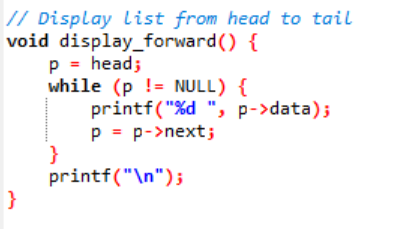 // Display list from head to tail
void display_forward() {
    p = head;
    while (p != NULL) {
        printf("%d ", p->data);
        p = p->next;
    }
    printf("\n");
}